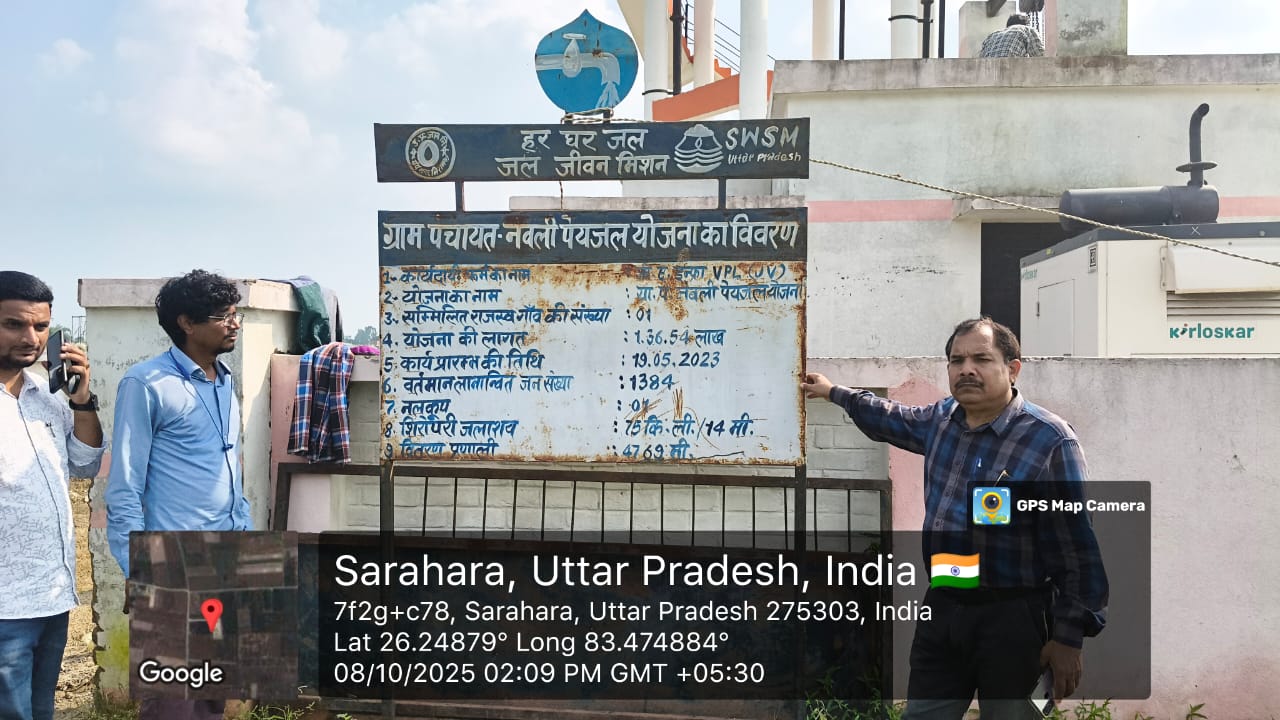 हर घर जल
जल जीवन मिशन
SWSM
Uttar Pradesh
ग्राम पंचायत-नवली पेयजल योजना का विवरण
1- कार्यदायी फर्म का नाम : VPL (JV)
2- योजना का नाम : ग्रा. पं. नवली पेयजल योजना
3. सम्मिलित राजस्व गाँव की संख्या : 01
4. योजना की लागत : 136.54 लाख
5. कार्य प्रारम्भ की तिथि : 19.05.2023
6. वर्तमान लाभान्वित जन संख्या : 1384
7. नलकूप : 01
8. शिरोपरी जलाशय : 75 कि.ली./14 मी.
9. वितरण प्रणाली : 4769 मी.
Kirloskar
GPS Map Camera
Sarahara, Uttar Pradesh, India
7f2g+c78, Sarahara, Uttar Pradesh 275303, India
Lat 26.24879° Long 83.474884°
08/10/2025 02:09 PM GMT +05:30
Google